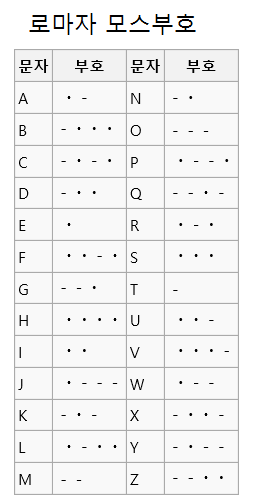 로마자 모스부호
문자 부호 문자 부호
A ・ - N - ・
B - ・ ・ ・ O - - -
C - ・ - ・ P ・ - - ・
D - ・ ・ Q - - ・ -
E ・ R ・ - ・
F ・ ・ - ・ S ・ ・ ・
G - - ・ T -
H ・ ・ ・ ・ U ・ ・ -
I ・ ・ V ・ ・ ・ -
J ・ - - - W ・ - -
K - ・ - X - ・ ・ -
L ・ - ・ ・ Y - ・ - -
M - - Z - - ・ ・